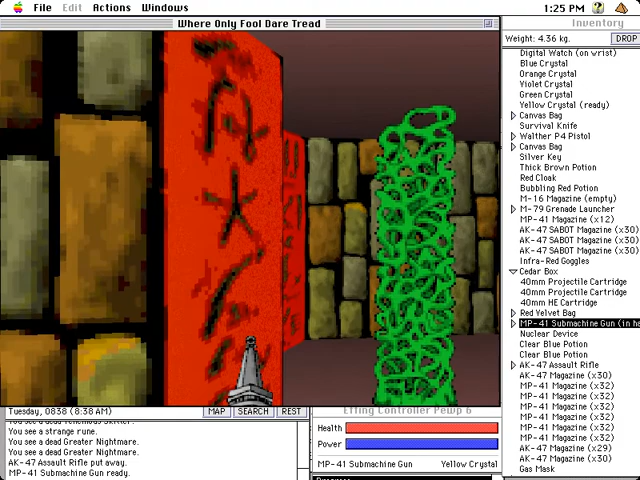 File Edit Actions Windows
1:25 PM
Where Only Fool Dare Tread
Inventory
Weight: 4.36 kg.
DROP
Digital Watch (on wrist)
Blue Crystal
Orange Crystal
Violet Crystal
Green Crystal
Yellow Crystal (ready)
Canvas Bag
Survival Knife
Walther P4 Pistol
Canvas Bag
Silver Key
Thick Brown Potion
Red Cloak
Bubbling Red Potion
M-16 Magazine (empty)
M-79 Grenade Launcher
MP-41 Magazine (x12)
AK-47 SABOT Magazine (x30)
AK-47 SABOT Magazine (x30)
AK-47 SABOT Magazine (x30)
Infra-Red Goggles
Cedar Box
40mm Projectile Cartridge
40mm Projectile Cartridge
40mm HE Cartridge
Red Velvet Bag
MP-41 Submachine Gun (in ha
Nuclear Device
Clear Blue Potion
Clear Blue Potion
AK-47 Assault Rifle
AK-47 Magazine (x30)
MP-41 Magazine (x32)
MP-41 Magazine (x32)
MP-41 Magazine (x32)
MP-41 Magazine (x32)
MP-41 Magazine (x32)
MP-41 Magazine (x32)
AK-47 Magazine (x29)
AK-47 Magazine (x30)
Gas Mask
Tuesday, 0838 (8:38 AM)
MAP
SEARCH
REST
You see a strange rune.
You see a dead Greater Nightmare.
You see a dead Greater Nightmare.
AK-47 Assault Rifle put away.
MP-41 Submachine Gun ready.
Effing Controller Pewp 6
Health
Power
MP-41 Submachine Gun
Yellow Crystal